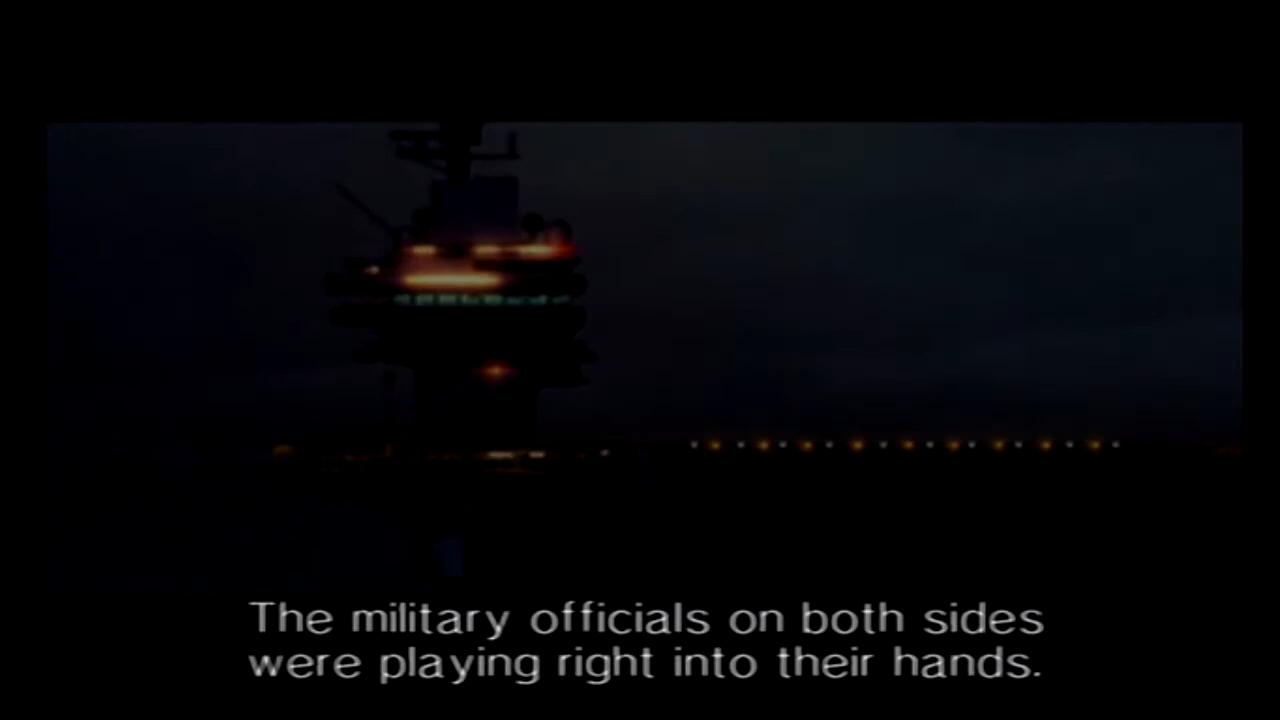 The military officials on both sides
were playing right into their hands.